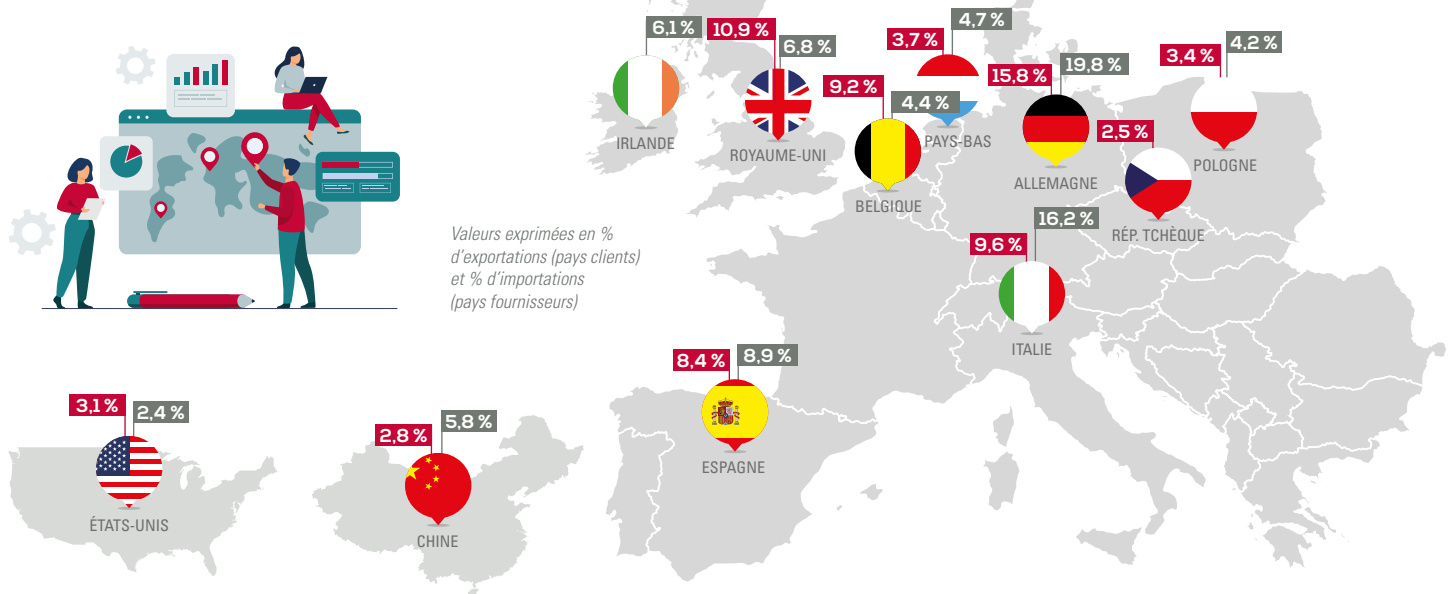 6,1 %
IRLANDE
10,9 %
6,8 %
ROYAUME-UNI
9,2 %
4,4 %
BELGIQUE
3,7 %
4,7 %
PAYS-BAS
15,8 %
19,8 %
ALLEMAGNE
3,4 %
4,2 %
POLOGNE
2,5 %
RÉP. TCHÈQUE
Valeurs exprimées en %
d’exportations (pays clients)
et % d’importations
(pays fournisseurs)
9,6 %
16,2 %
ITALIE
8,4 %
8,9 %
ESPAGNE
3,1 %
2,4 %
ÉTATS-UNIS
2,8 %
5,8 %
CHINE